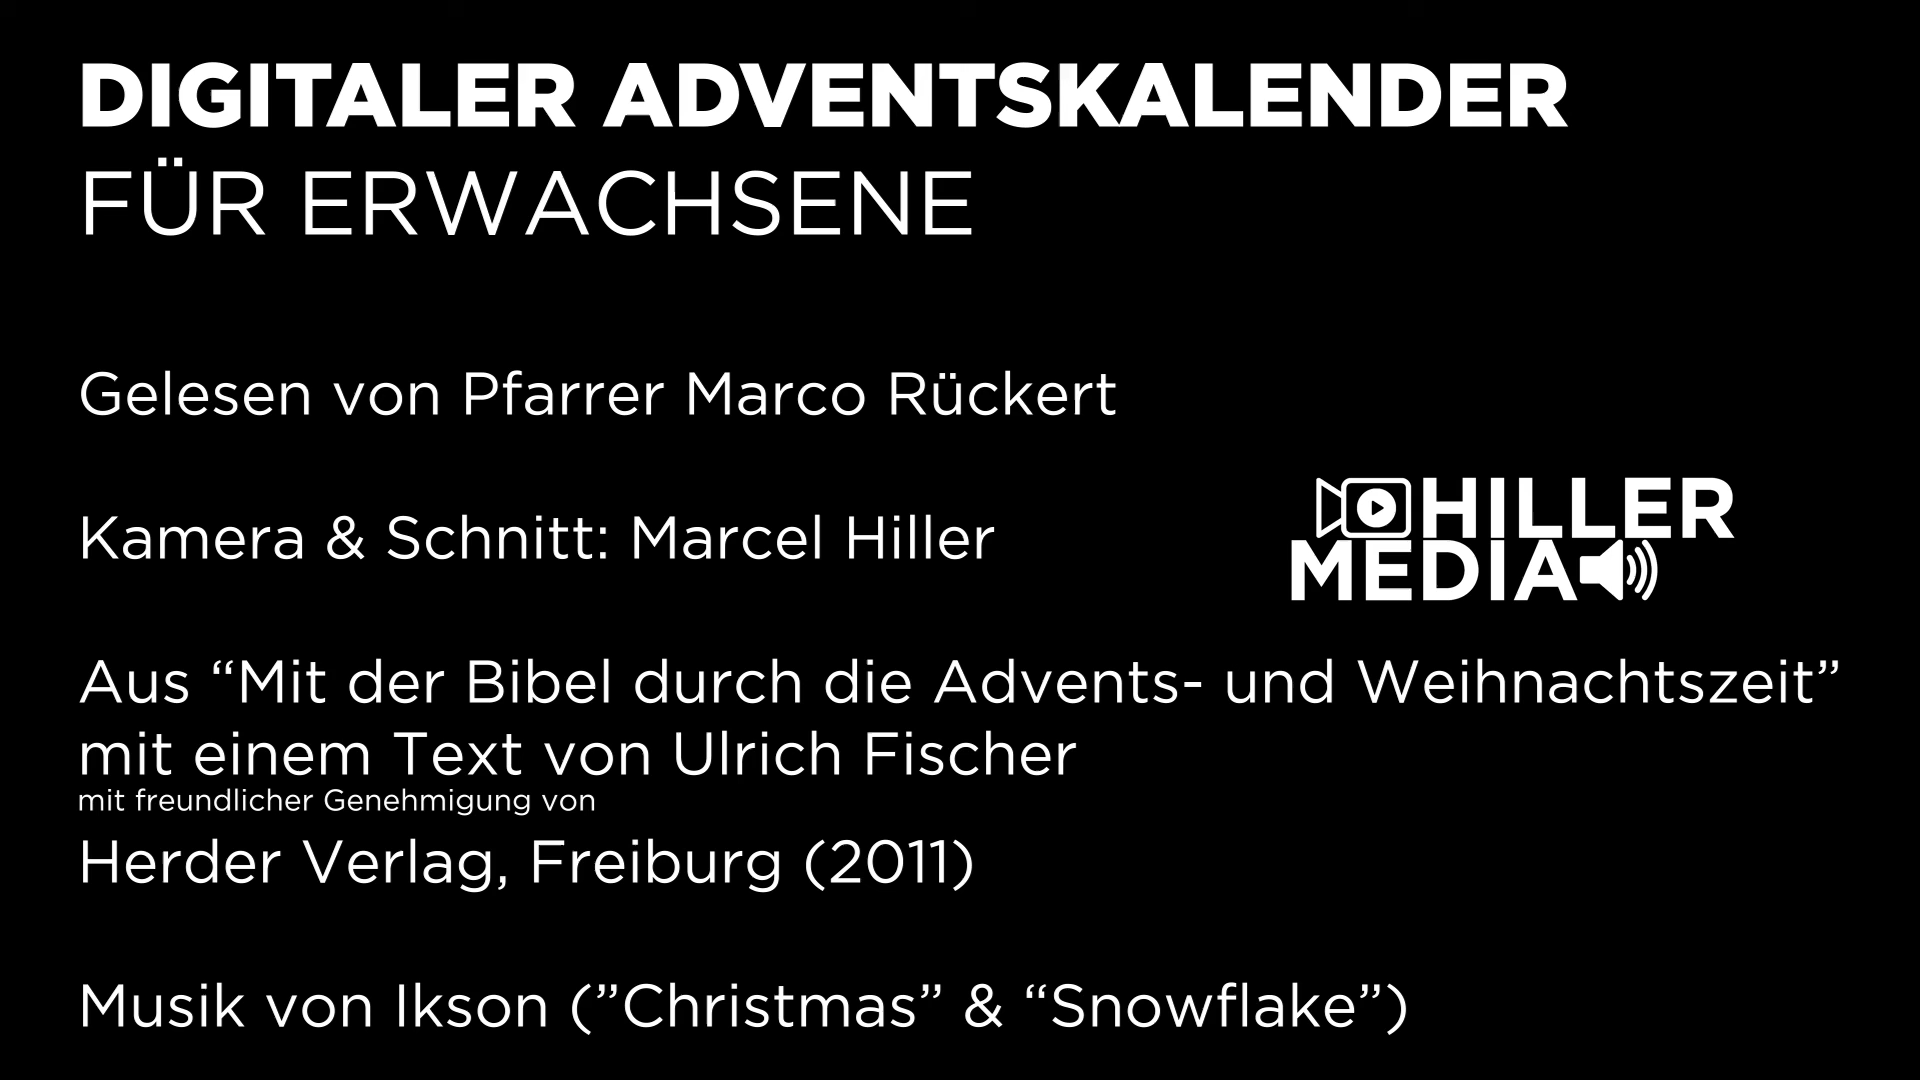 DIGITALER ADVENTSKALENDER
FÜR ERWACHSENE
Gelesen von Pfarrer Marco Rückert
Kamera & Schnitt: Marcel Hiller
HILLER
MEDIA
Aus “Mit der Bibel durch die Advents- und Weihnachtszeit”
mit einem Text von Ulrich Fischer
mit freundlicher Genehmigung von
Herder Verlag, Freiburg (2011)
Musik von Ikson (”Christmas” & “Snowflake”)